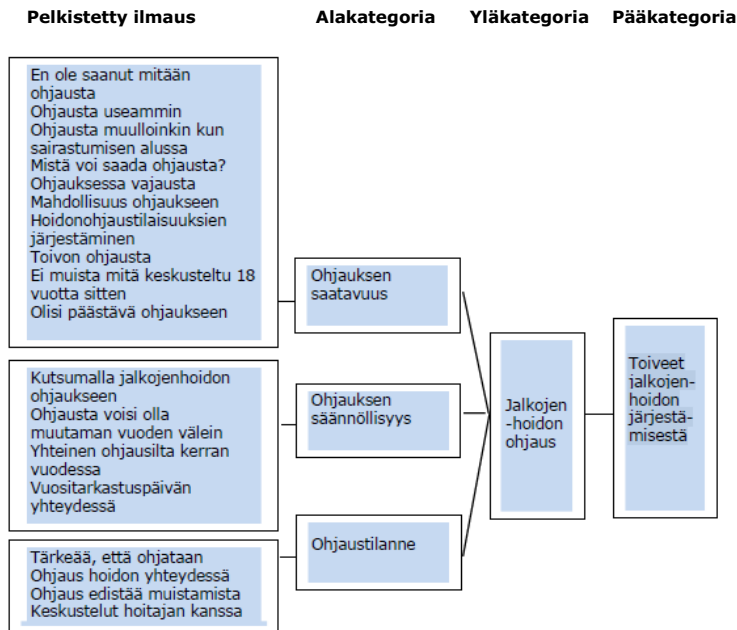 Pelkistetty ilmaus
Alakategoria
Yläkategoria
Pääkategoria
En ole saanut mitään
ohjausta
Ohjausta useammin
Ohjausta muulloinkin kun
sairastumisen alussa
Mistä voi saada ohjausta?
Ohjauksessa vajausta
Mahdollisuus ohjaukseen
Hoidonohjaustilaisuuksien
järjestäminen
Toivon ohjausta
Ei muista mitä keskusteltu 18
vuotta sitten
Olisi päästävä ohjaukseen
Kutsumalla jalkojenhoidon
ohjaukseen
Ohjausta voisi olla
muutaman vuoden välein
Yhteinen ohjausilta kerran
vuodessa
Vuositarkastuspäivän
yhteydessä
Tärkeää, että ohjataan
Ohjaus hoidon yhteydessä
Ohjaus edistää muistamista
Keskustelut hoitajan kanssa
Ohjauksen
saatavuus
Ohjauksen
säännöllisyys
Ohjaustilanne
Jalkojen
-hoidon
ohjaus
Toiveet
jalkojen-
hoidon
järjestä-
misestä